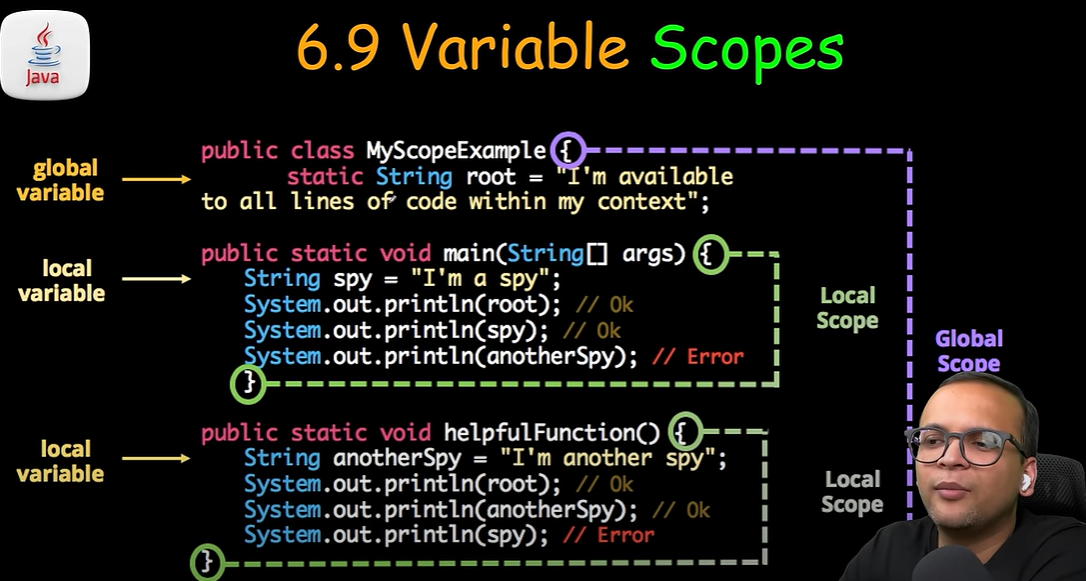 Java
6.9 Variable Scopes
public class MyScopeExample {
global
variable
static String root = "I'm available
to all lines of code within my context";
public static void main(String[] args) {
local
variable
String spy = "I'm a spy";
System.out.println(root); // Ok
System.out.println(spy); // Ok
System.out.println(anotherSpy); // Error
}
Local
Scope
Global
Scope
public static void helpfulFunction() {
local
variable
String anotherSpy = "I'm another spy";
System.out.println(root); // Ok
System.out.println(anotherSpy); // Ok
System.out.println(spy); // Error
}
Local
Scope